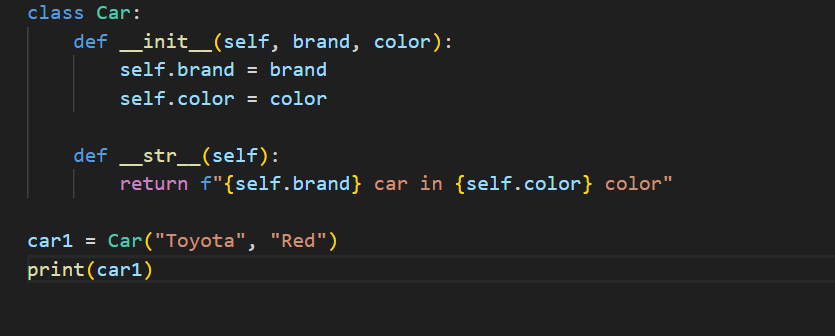 class Car:
    def __init__(self, brand, color):
        self.brand = brand
        self.color = color

    def __str__(self):
        return f"{self.brand} car in {self.color} color"

car1 = Car("Toyota", "Red")
print(car1)